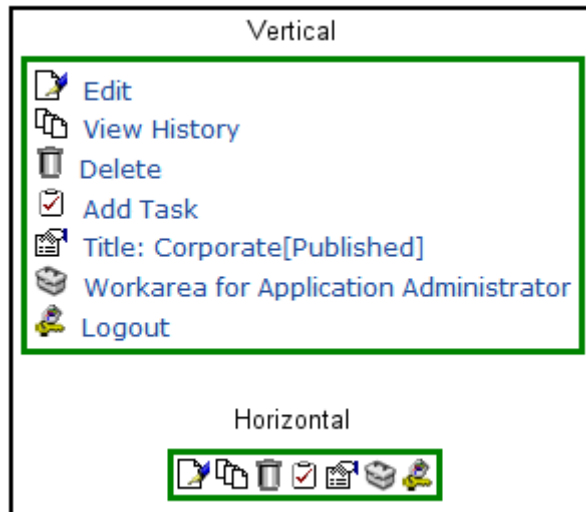 Vertical
Edit
View History
Delete
Add Task
Title: Corporate[Published]
Workarea for Application Administrator
Logout
Horizontal